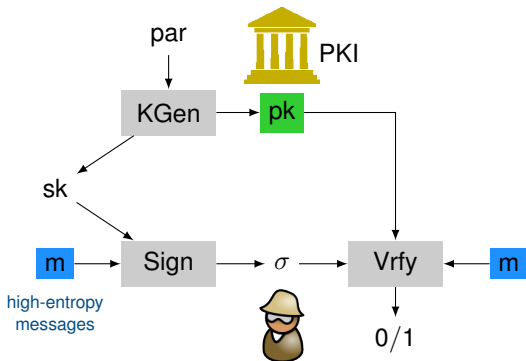 par
PKI
KGen
pk
sk
m
Sign
σ
Vrfy
m
high-entropy
messages
0/1